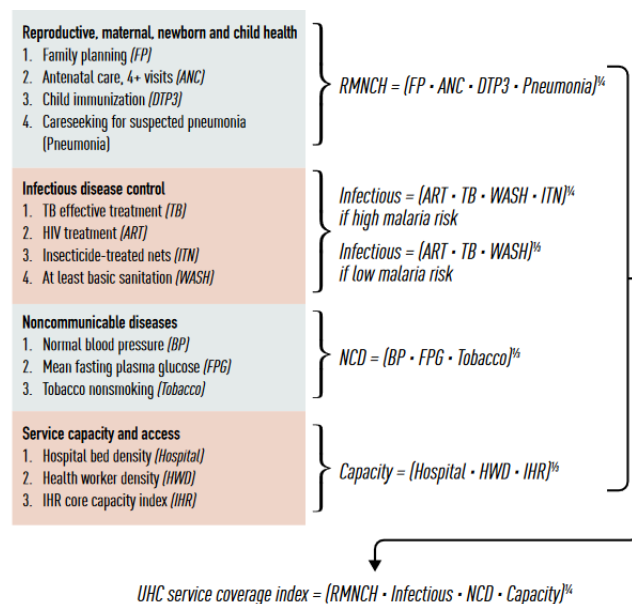 Reproductive, maternal, newborn and child health
1. Family planning (FP)
2. Antenatal care, 4+ visits (ANC)
3. Child immunization (DTP3)
4. Careseeking for suspected pneumonia
(Pneumonia)
RMNCH = (FP • ANC • DTP3 • Pneumonia)¼
Infectious disease control
1. TB effective treatment (TB)
2. HIV treatment (ART)
3. Insecticide-treated nets (ITN)
4. At least basic sanitation (WASH)
Infectious = (ART • TB • WASH • ITN)¼
if high malaria risk
Infectious = (ART • TB • WASH)⅓
if low malaria risk
Noncommunicable diseases
1. Normal blood pressure (BP)
2. Mean fasting plasma glucose (FPG)
3. Tobacco nonsmoking (Tobacco)
NCD = (BP • FPG • Tobacco)⅓
Service capacity and access
1. Hospital bed density (Hospital)
2. Health worker density (HWD)
3. IHR core capacity index (IHR)
Capacity = (Hospital • HWD • IHR)⅓
UHC service coverage index = (RMNCH • Infectious • NCD • Capacity)¼